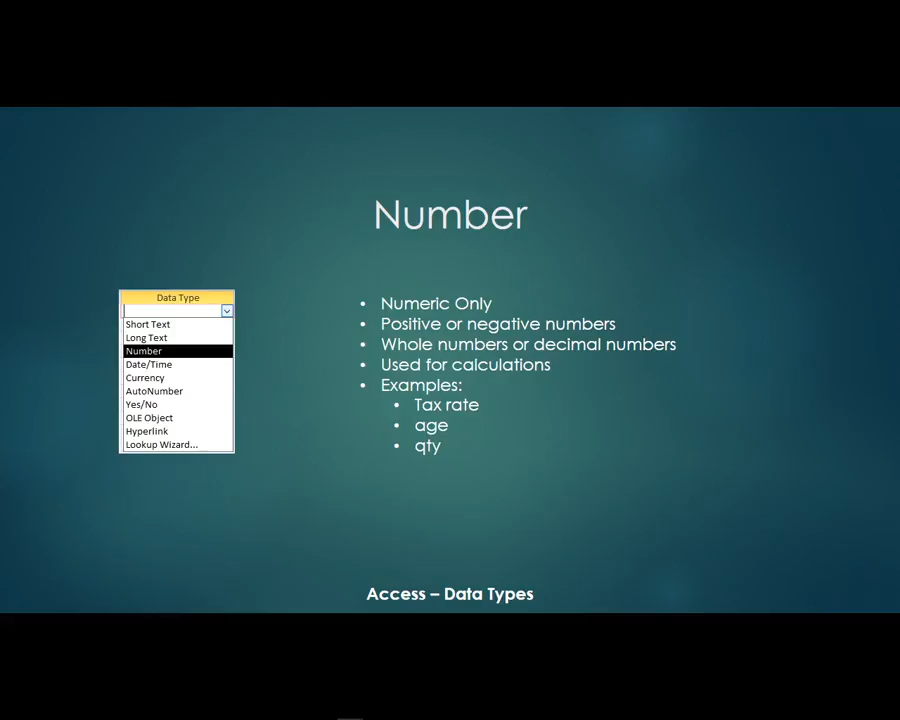 Number
Data Type
Short Text
Long Text
Number
Date/Time
Currency
AutoNumber
Yes/No
OLE Object
Hyperlink
Lookup Wizard...
• Numeric Only
• Positive or negative numbers
• Whole numbers or decimal numbers
• Used for calculations
• Examples:
• Tax rate
• age
• qty
Access – Data Types